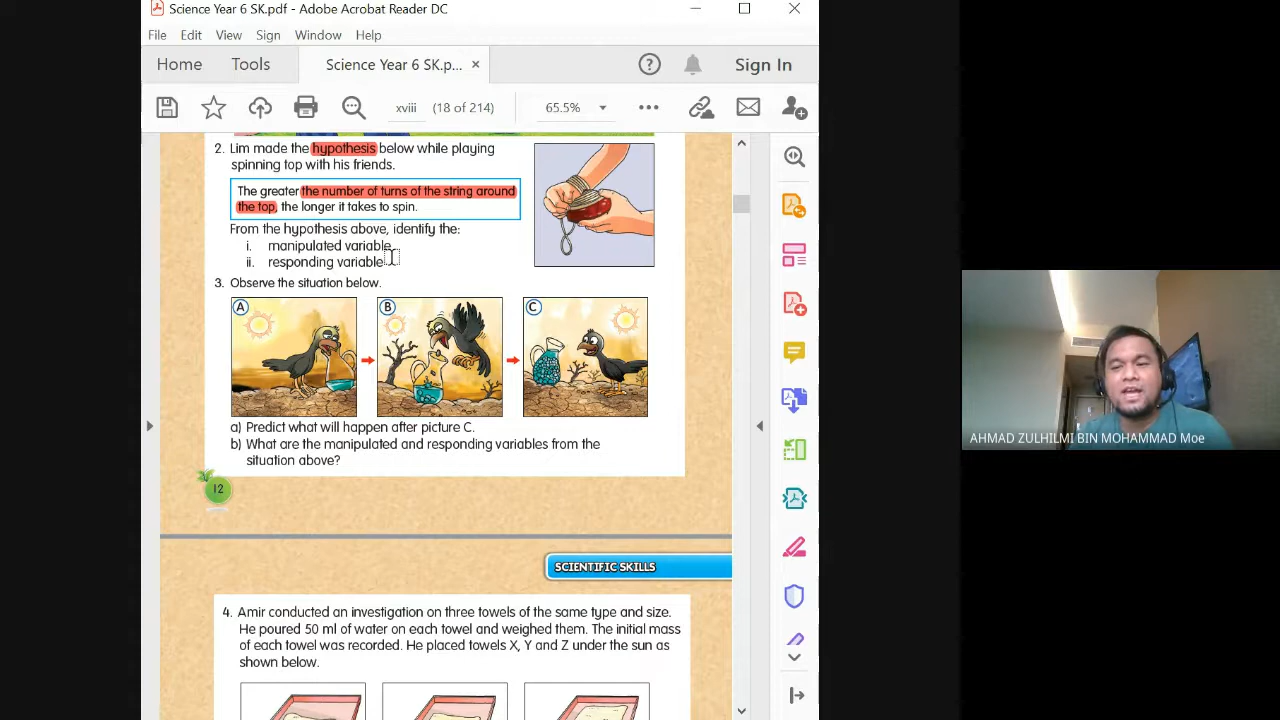 Science Year 6 SK.pdf - Adobe Acrobat Reader DC
File Edit View Sign Window Help
Home Tools Science Year 6 SK.p... × Sign In
xviii (18 of 214) 65.5%
2. Lim made the hypothesis below while playing
spinning top with his friends.
The greater the number of turns of the string around
the top, the longer it takes to spin.
From the hypothesis above, identify the:
i. manipulated variable
ii. responding variable
3. Observe the situation below.
A B C
a) Predict what will happen after picture C.
b) What are the manipulated and responding variables from the
situation above?
12
SCIENTIFIC SKILLS
4. Amir conducted an investigation on three towels of the same type and size.
He poured 50 ml of water on each towel and weighed them. The initial mass
of each towel was recorded. He placed towels X, Y and Z under the sun as
shown below.
AHMAD ZULHILMI BIN MOHAMMAD Moe